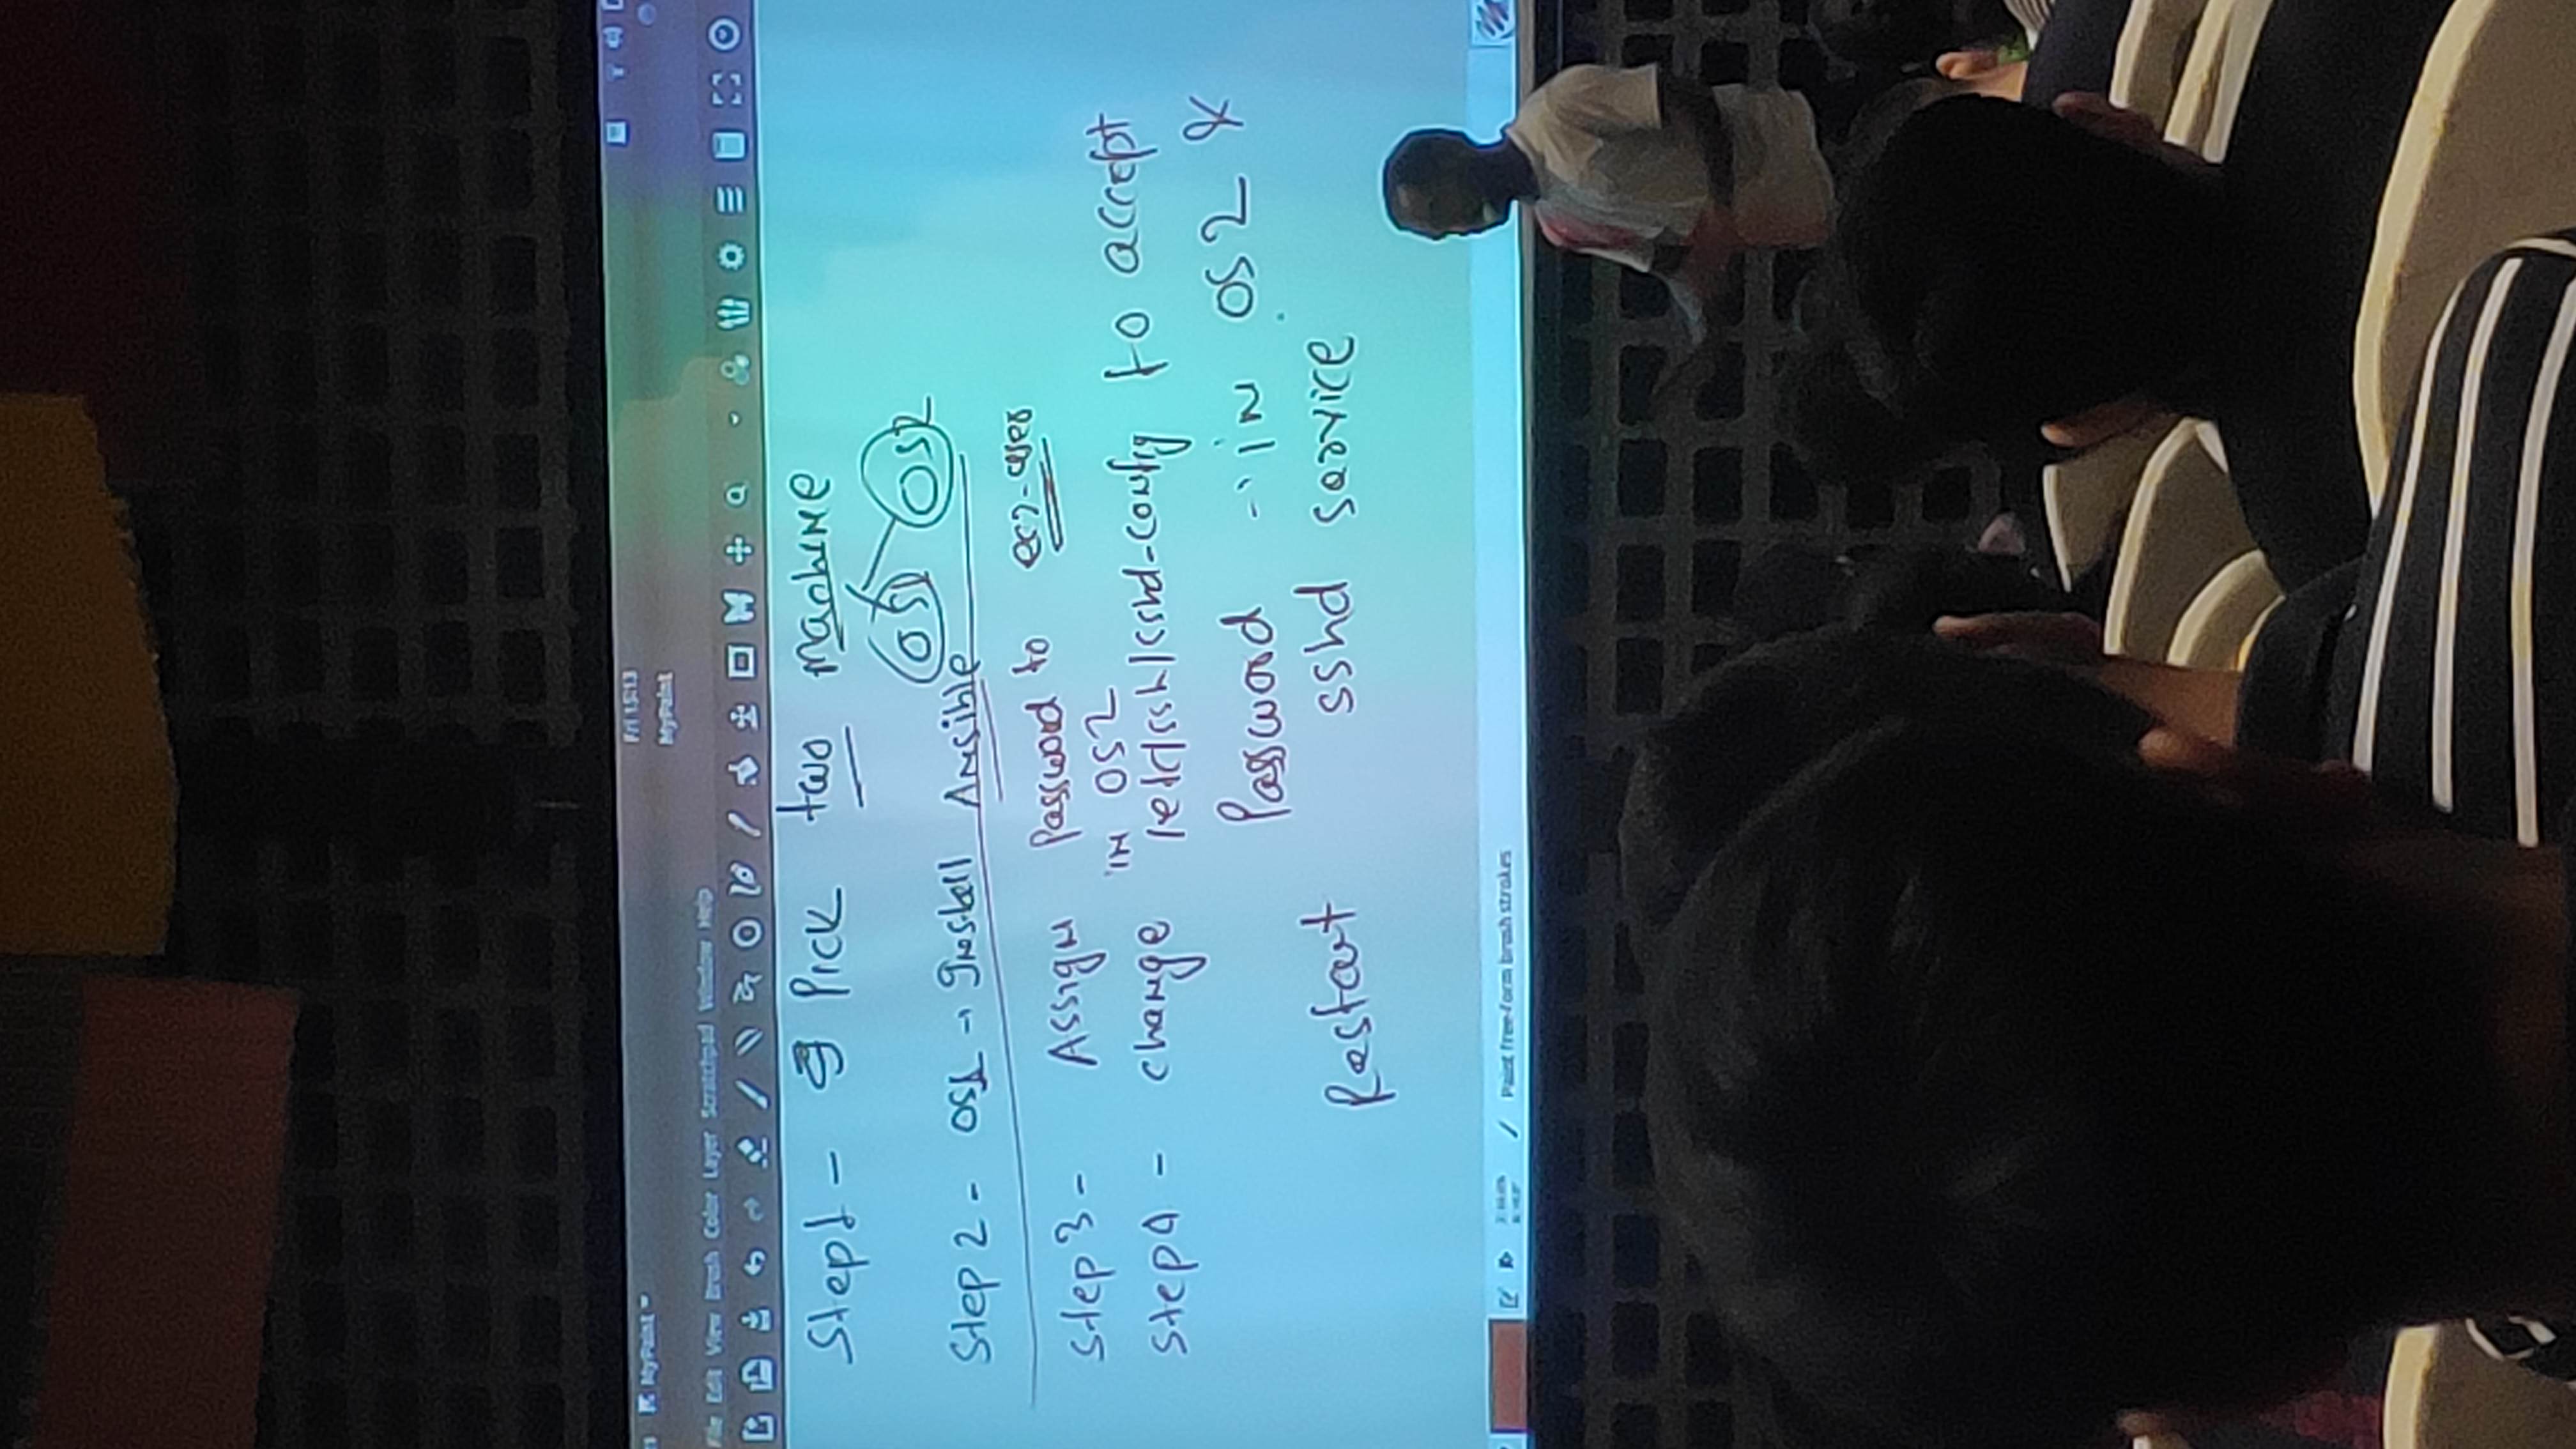 MyPaint
Fri 15:13
MyPaint
File Edit View Brush Color Layer Scratchpad Window Help
Step1 - Pick two machine
OS1 OS2
Step 2 - OS1 → Install Ansible
Step 3 - Assign Password to ec2-user
in OS2
Step 4 - change /etc/ssh/sshd-config to accept
Password → in OS2 &
Restart sshd service
Paint free-form brush strokes